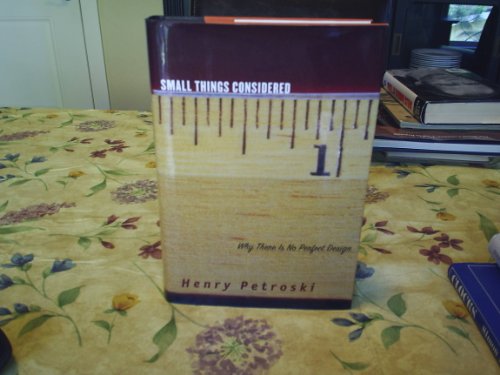 SMALL THINGS CONSIDERED
1
Why There Is No Perfect Design
Henry Petroski